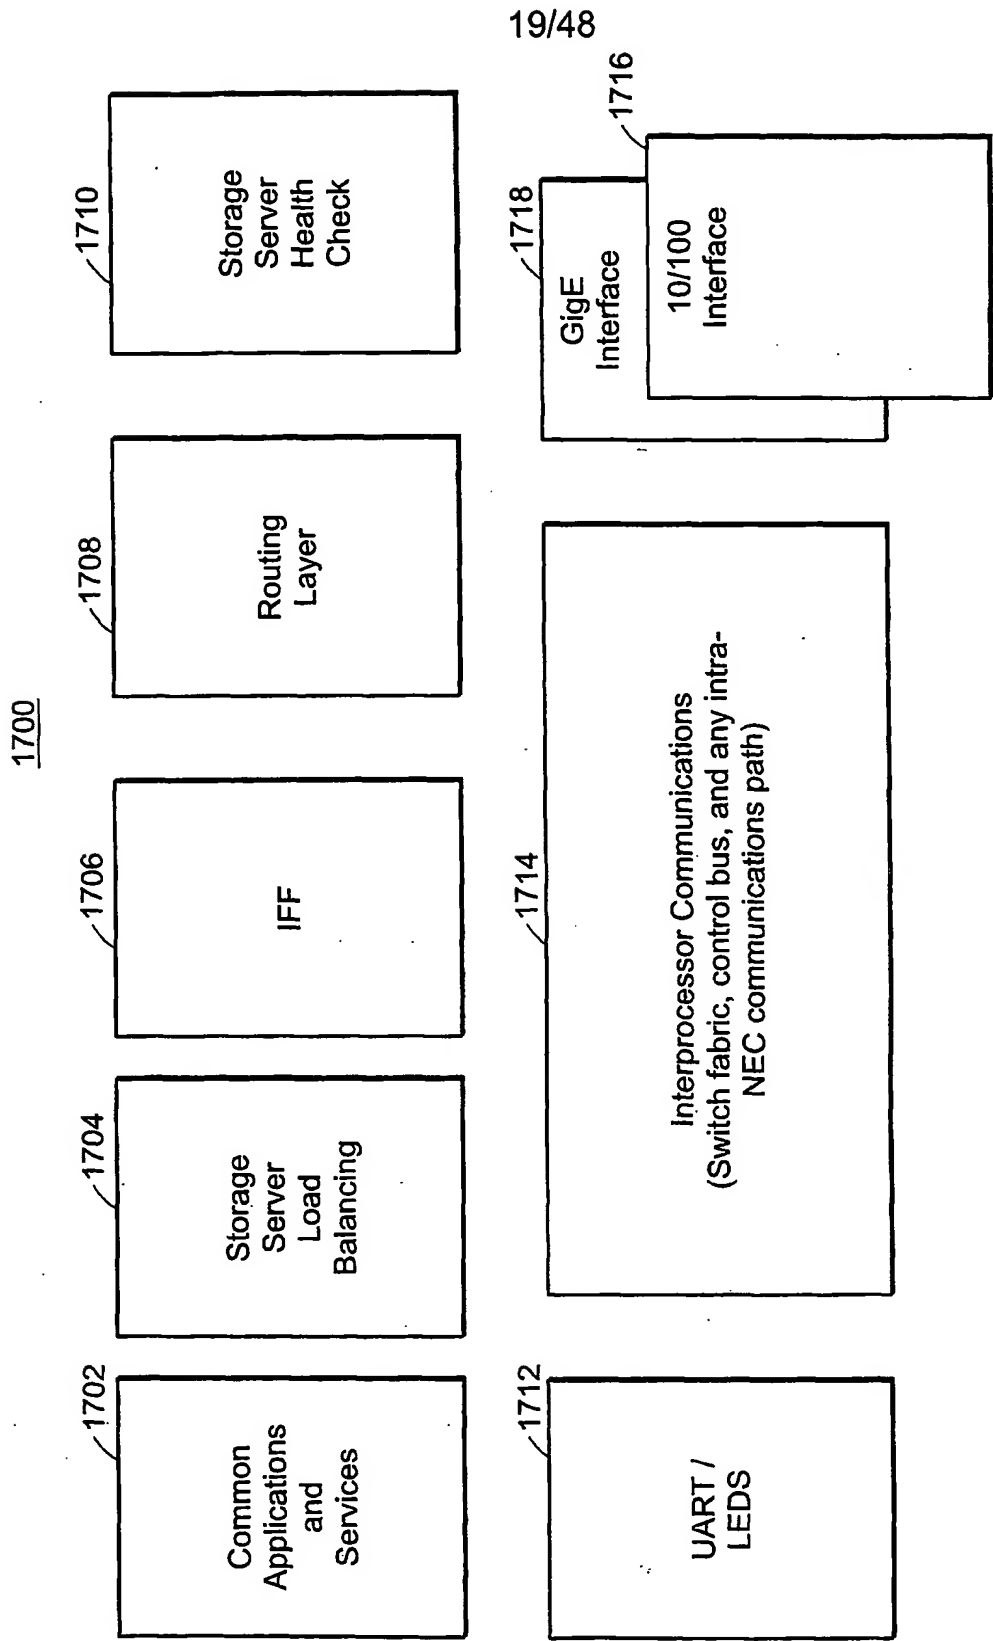 19/48
1700
1702
Common
Applications
and
Services
1704
Storage
Server
Load
Balancing
1706
IFF
1708
Routing
Layer
1710
Storage
Server
Health
Check
1712
UART /
LEDS
1714
Interprocessor Communications
(Switch fabric, control bus, and any intra-
NEC communications path)
1718
GigE
Interface
1716
10/100
Interface